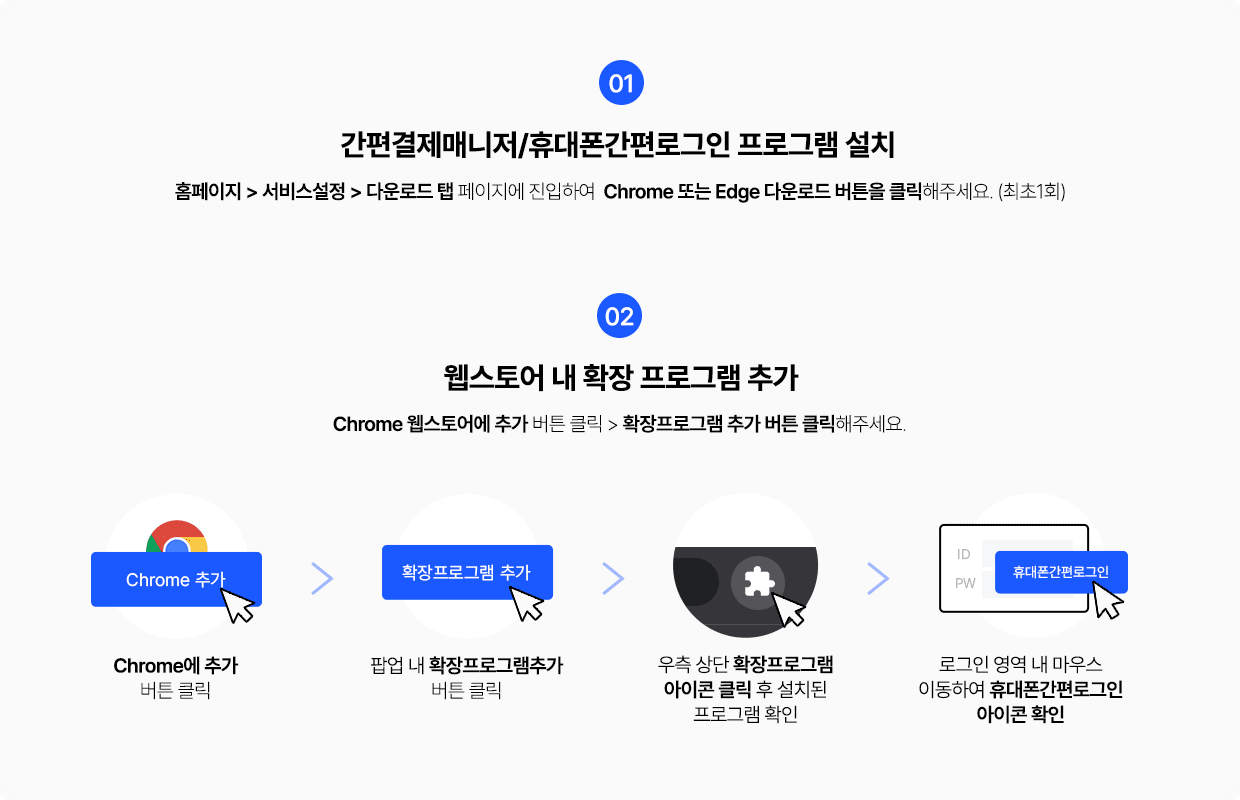 01
간편결제매니저/휴대폰간편로그인 프로그램 설치
홈페이지 > 서비스설정 > 다운로드 탭 페이지에 진입하여 Chrome 또는 Edge 다운로드 버튼을 클릭해주세요. (최초1회)
02
웹스토어 내 확장 프로그램 추가
Chrome 웹스토어에 추가 버튼 클릭 > 확장프로그램 추가 버튼 클릭해주세요.
Chrome 추가
Chrome에 추가
버튼 클릭
확장프로그램 추가
팝업 내 확장프로그램추가
버튼 클릭
우측 상단 확장프로그램
아이콘 클릭 후 설치된
프로그램 확인
ID
PW
휴대폰간편로그인
로그인 영역 내 마우스
이동하여 휴대폰간편로그인
아이콘 확인